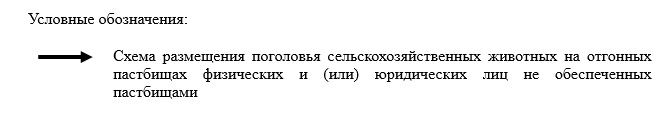 Условные обозначения:
Схема размещения поголовья сельскохозяйственных животных на отгонных
пастбищах физических и (или) юридических лиц не обеспеченных
пастбищами